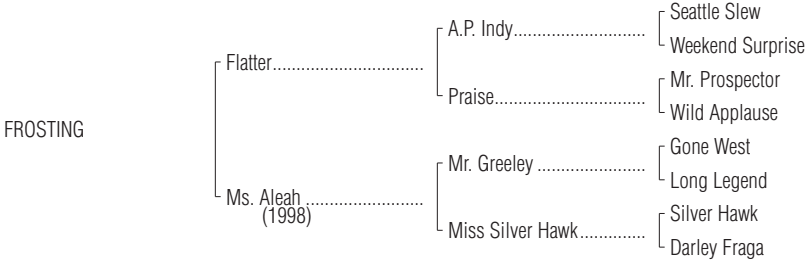 Seattle Slew
A.P. Indy..............................
Weekend Surprise
Flatter..................................
Mr. Prospector
Praise..................................
Wild Applause
FROSTING
Gone West
Mr. Greeley ........................
Long Legend
Ms. Aleah ..........................
(1998)
Silver Hawk
Miss Silver Hawk...............
Darley Fraga